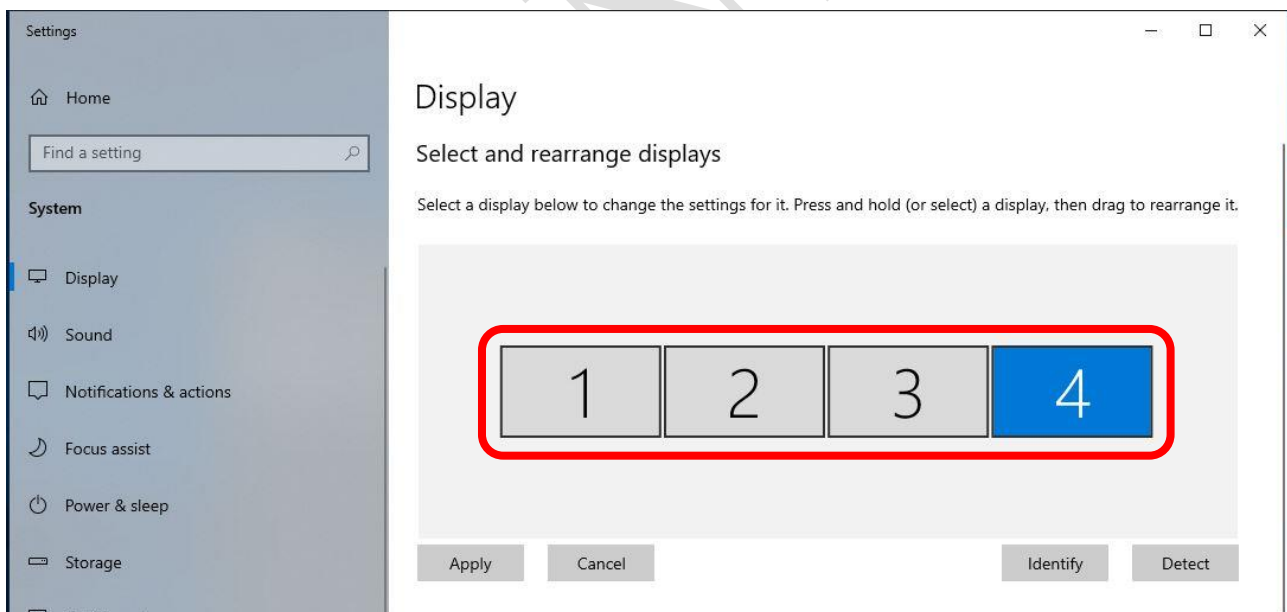 Settings
Home
Find a setting
System
Display
Sound
Notifications & actions
Focus assist
Power & sleep
Storage
Display
Select and rearrange displays
Select a display below to change the settings for it. Press and hold (or select) a display, then drag to rearrange it.
1 2 3 4
Apply Cancel Identify Detect